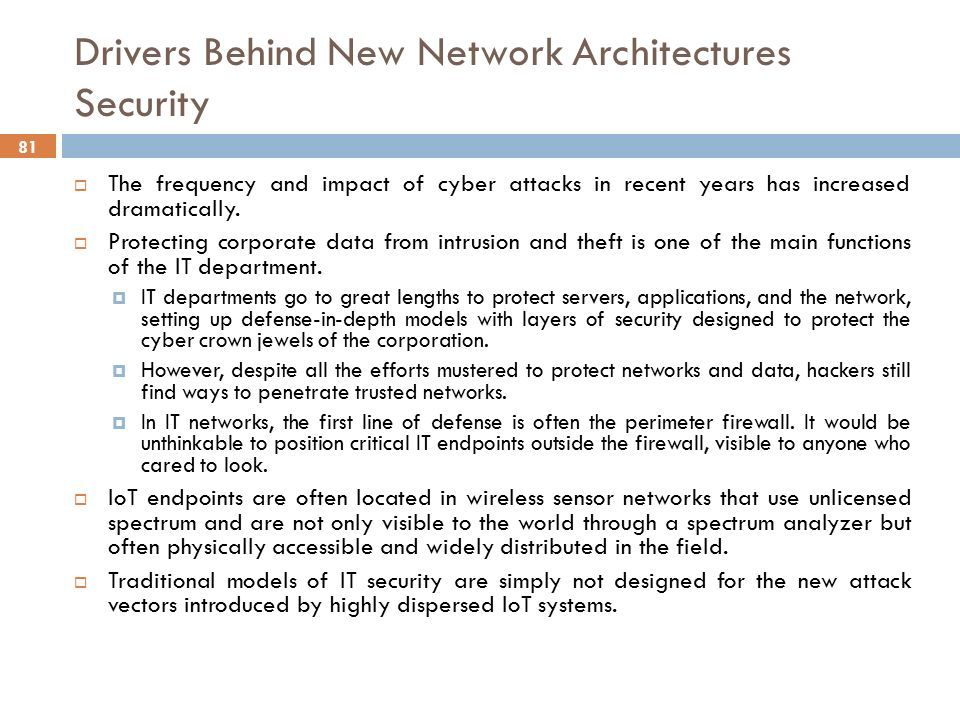 Drivers Behind New Network Architectures
Security
81
The frequency and impact of cyber attacks in recent years has increased
dramatically.
Protecting corporate data from intrusion and theft is one of the main functions
of the IT department.
IT departments go to great lengths to protect servers, applications, and the network,
setting up defense-in-depth models with layers of security designed to protect the
cyber crown jewels of the corporation.
However, despite all the efforts mustered to protect networks and data, hackers still
find ways to penetrate trusted networks.
In IT networks, the first line of defense is often the perimeter firewall. It would be
unthinkable to position critical IT endpoints outside the firewall, visible to anyone who
cared to look.
IoT endpoints are often located in wireless sensor networks that use unlicensed
spectrum and are not only visible to the world through a spectrum analyzer but
often physically accessible and widely distributed in the field.
Traditional models of IT security are simply not designed for the new attack
vectors introduced by highly dispersed IoT systems.